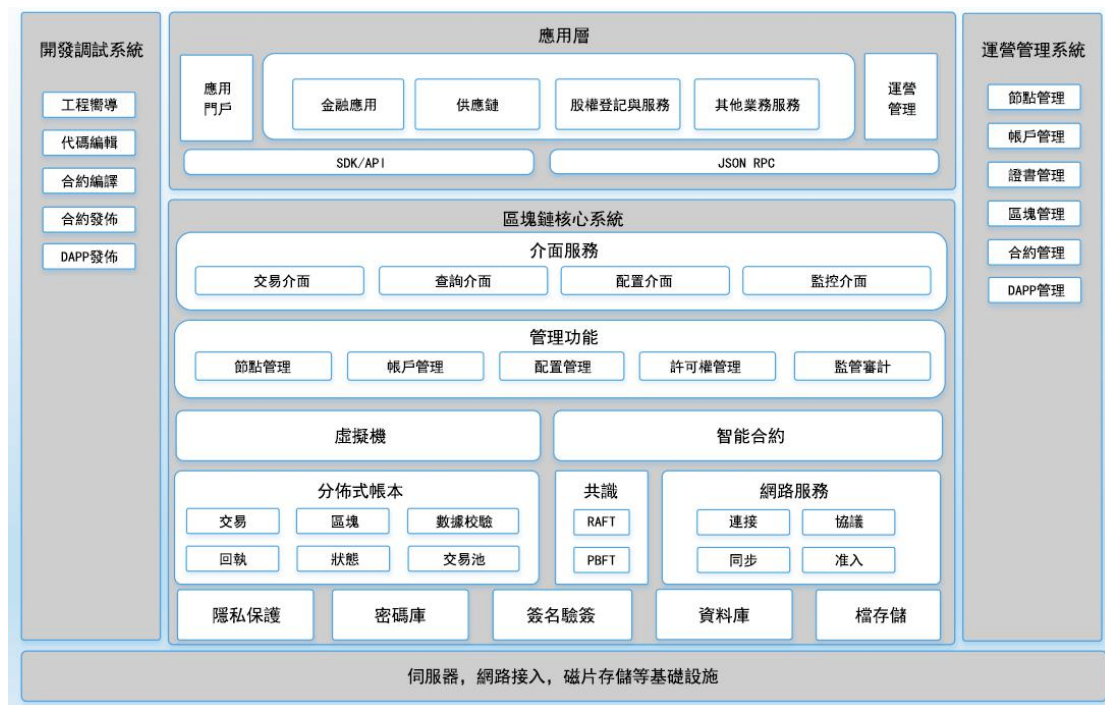 開發調試系統
工程嚮導
代碼編輯
合約編譯
合約發佈
DAPP發佈
應用層
應用
門戶
金融應用
供應鏈
股權登記與服務
其他業務服務
運營
管理
SDK/API
JSON RPC
區塊鏈核心系統
介面服務
交易介面
查詢介面
配置介面
監控介面
管理功能
節點管理
帳戶管理
配置管理
許可權管理
監管審計
虛擬機
智能合約
分佈式帳本
交易
區塊
數據校驗
回執
狀態
交易池
共識
RAFT
PBFT
網路服務
連接
協議
同步
准入
隱私保護
密碼庫
簽名驗簽
資料庫
檔存儲
運營管理系統
節點管理
帳戶管理
證書管理
區塊管理
合約管理
DAPP管理
伺服器，網路接入，磁片存儲等基礎設施